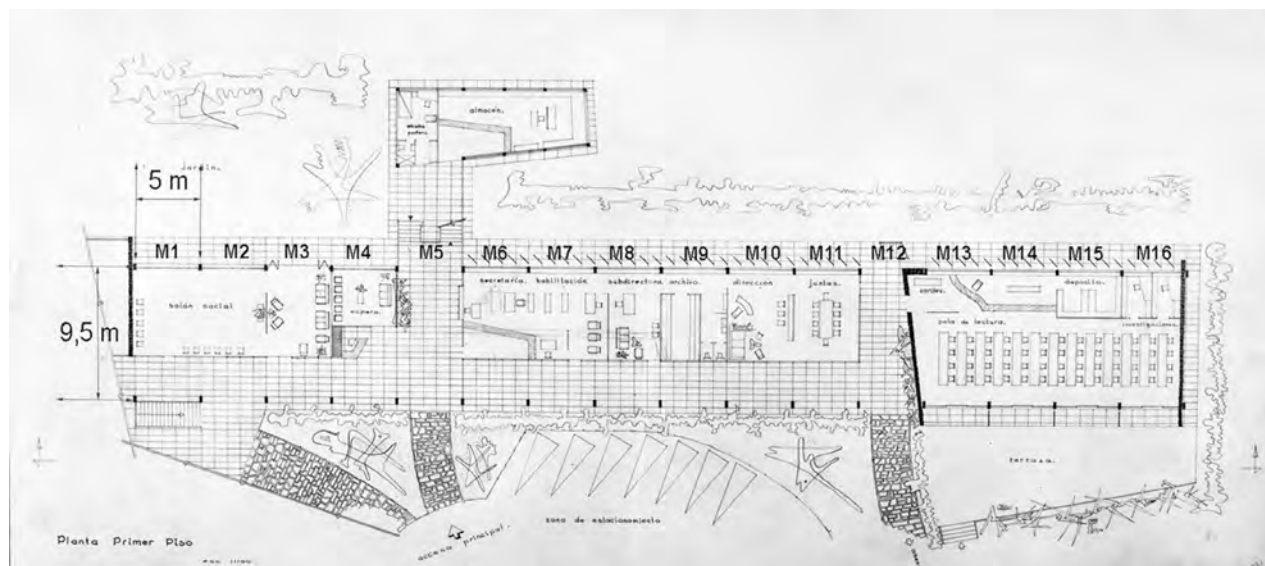 almacén.
jardín.
5 m
M1 M2 M3 M4 M5 M6 M7 M8 M9 M10 M11 M12 M13 M14 M15 M16
secretaría. habilitación subdirección archivo. dirección juntas.
depósito.
salón social
espera.
sala de lectura.
investigaciones.
9,5 m
terraza.
zona de estacionamiento
acceso principal.
Planta Primer Piso